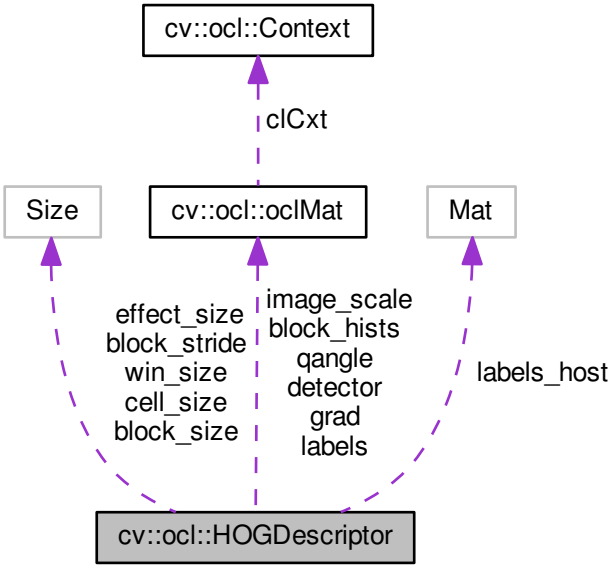 cv::ocl::Context
clCxt
Size
cv::ocl::oclMat
Mat
effect_size
block_stride
win_size
cell_size
block_size
image_scale
block_hists
qangle
detector
grad
labels
labels_host
cv::ocl::HOGDescriptor